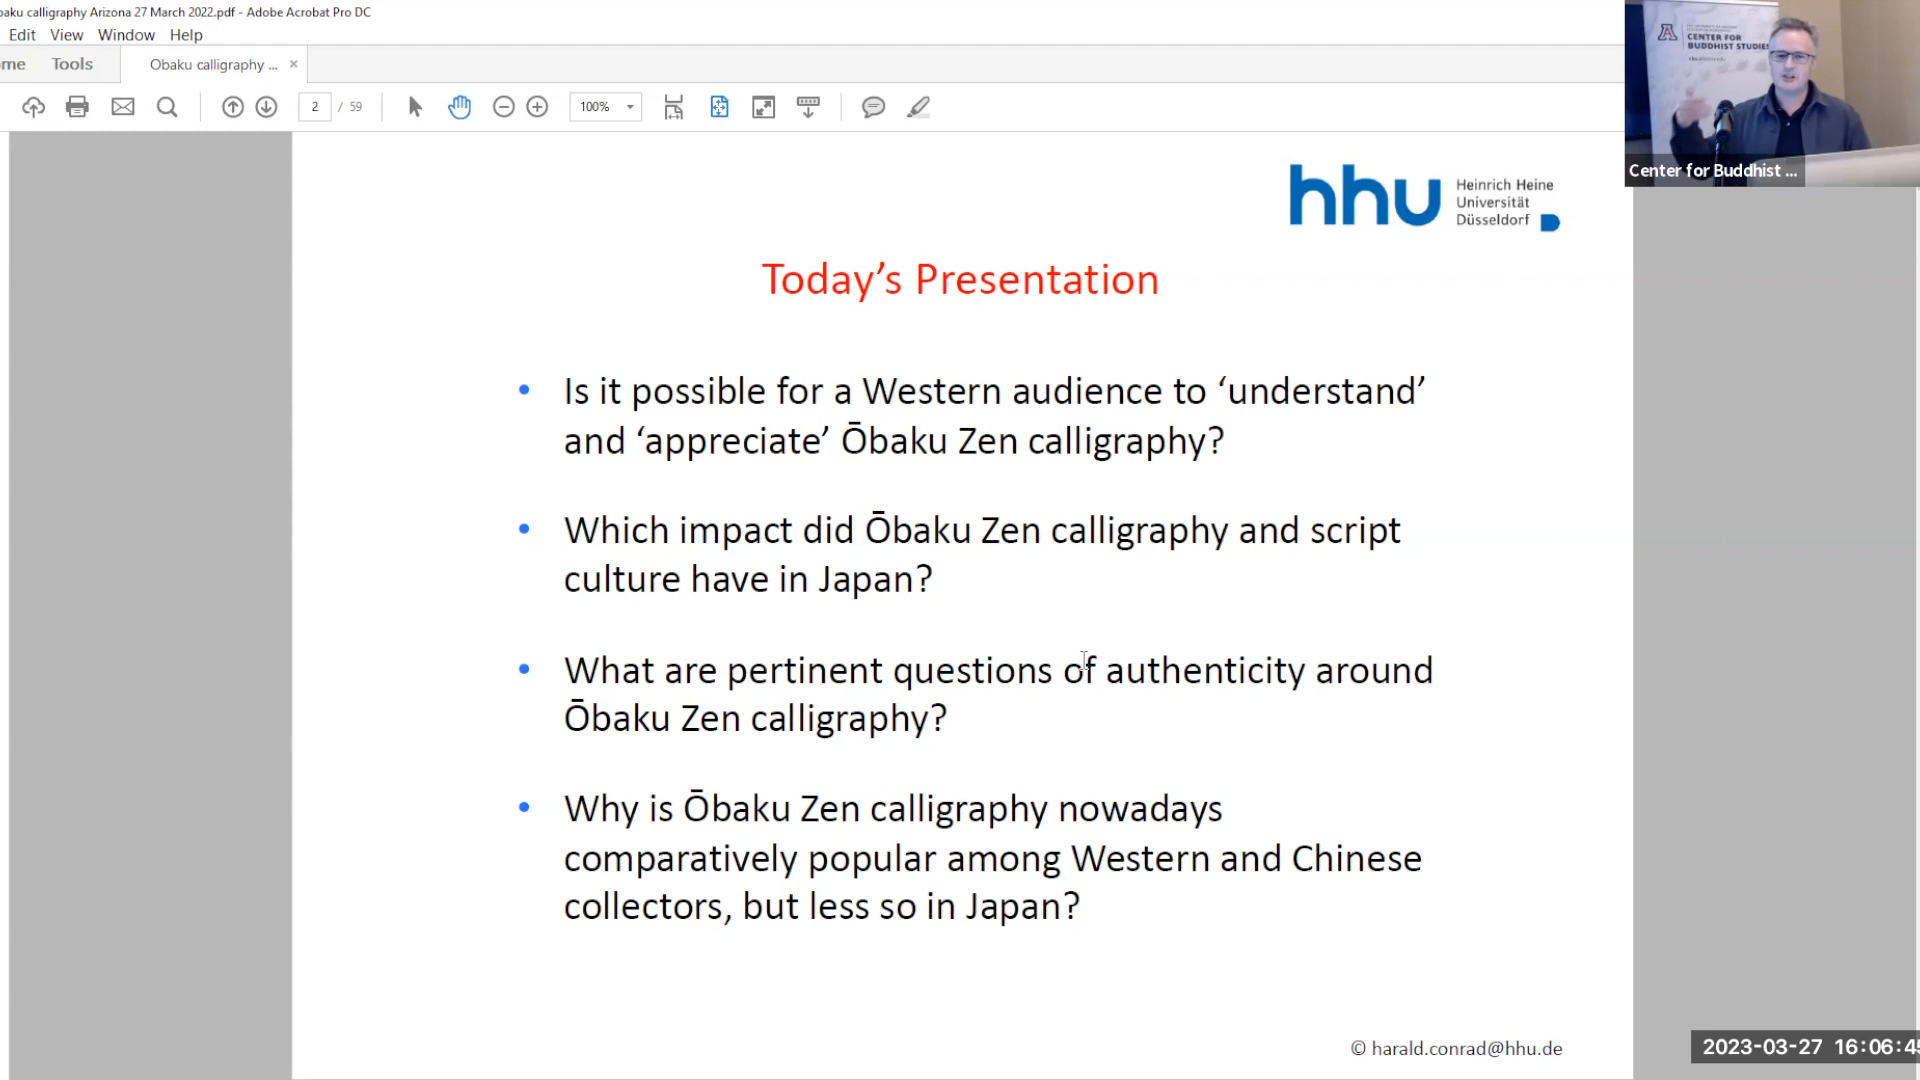 baku calligraphy Arizona 27 March 2022.pdf - Adobe Acrobat Pro DC
Edit View Window Help
me Tools Obaku calligraphy ... ×
2 / 59 100%
CENTER FOR
BUDDHIST STUDIES
Center for Buddhist ...
hhu Heinrich Heine
Universität
Düsseldorf
Today’s Presentation
• Is it possible for a Western audience to ‘understand’
and ‘appreciate’ Ōbaku Zen calligraphy?
• Which impact did Ōbaku Zen calligraphy and script
culture have in Japan?
• What are pertinent questions of authenticity around
Ōbaku Zen calligraphy?
• Why is Ōbaku Zen calligraphy nowadays
comparatively popular among Western and Chinese
collectors, but less so in Japan?
© harald.conrad@hhu.de
2023-03-27 16:06:45